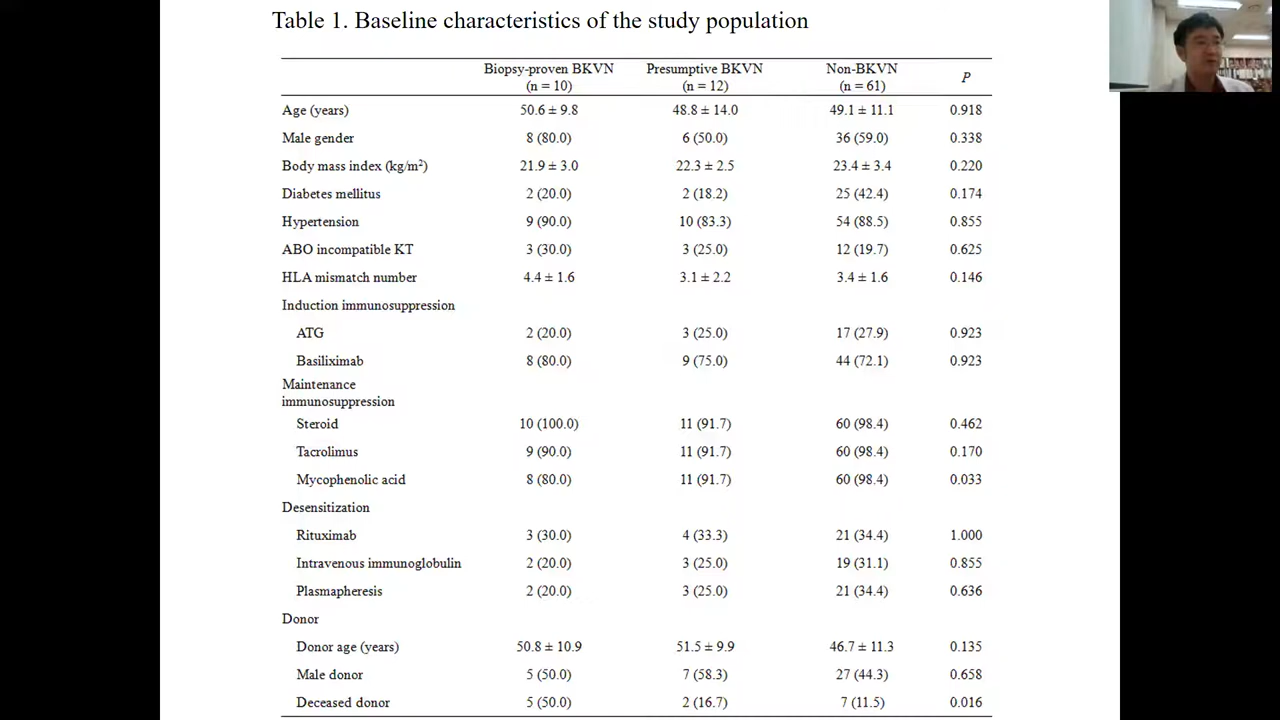 Table 1. Baseline characteristics of the study population
Biopsy-proven BKVN Presumptive BKVN Non-BKVN P
(n = 10) (n = 12) (n = 61)
Age (years) 50.6 ± 9.8 48.8 ± 14.0 49.1 ± 11.1 0.918
Male gender 8 (80.0) 6 (50.0) 36 (59.0) 0.338
Body mass index (kg/m²) 21.9 ± 3.0 22.3 ± 2.5 23.4 ± 3.4 0.220
Diabetes mellitus 2 (20.0) 2 (18.2) 25 (42.4) 0.174
Hypertension 9 (90.0) 10 (83.3) 54 (88.5) 0.855
ABO incompatible KT 3 (30.0) 3 (25.0) 12 (19.7) 0.625
HLA mismatch number 4.4 ± 1.6 3.1 ± 2.2 3.4 ± 1.6 0.146
Induction immunosuppression
ATG 2 (20.0) 3 (25.0) 17 (27.9) 0.923
Basiliximab 8 (80.0) 9 (75.0) 44 (72.1) 0.923
Maintenance
immunosuppression
Steroid 10 (100.0) 11 (91.7) 60 (98.4) 0.462
Tacrolimus 9 (90.0) 11 (91.7) 60 (98.4) 0.170
Mycophenolic acid 8 (80.0) 11 (91.7) 60 (98.4) 0.033
Desensitization
Rituximab 3 (30.0) 4 (33.3) 21 (34.4) 1.000
Intravenous immunoglobulin 2 (20.0) 3 (25.0) 19 (31.1) 0.855
Plasmapheresis 2 (20.0) 3 (25.0) 21 (34.4) 0.636
Donor
Donor age (years) 50.8 ± 10.9 51.5 ± 9.9 46.7 ± 11.3 0.135
Male donor 5 (50.0) 7 (58.3) 27 (44.3) 0.658
Deceased donor 5 (50.0) 2 (16.7) 7 (11.5) 0.016